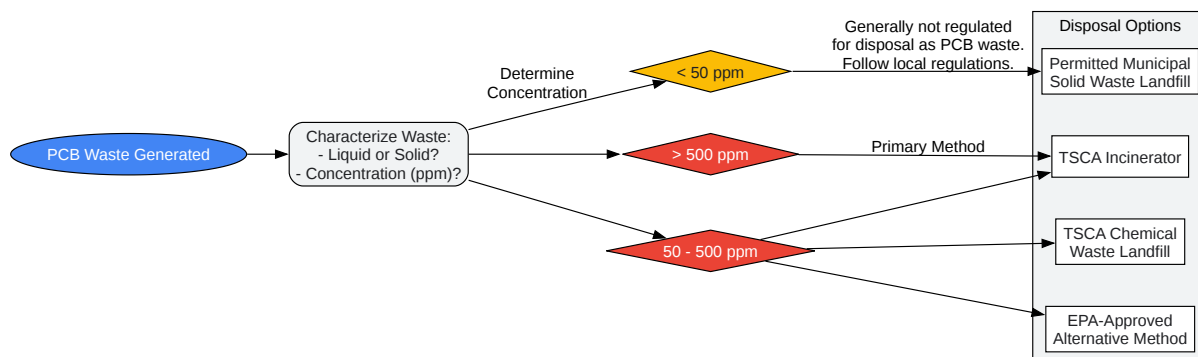 PCB Waste Generated
Characterize Waste:
- Liquid or Solid?
- Concentration (ppm)?
Determine
Concentration
< 50 ppm
> 500 ppm
50 - 500 ppm
Generally not regulated
for disposal as PCB waste.
Follow local regulations.
Primary Method
Disposal Options
Permitted Municipal
Solid Waste Landfill
TSCA Incinerator
TSCA Chemical
Waste Landfill
EPA-Approved
Alternative Method